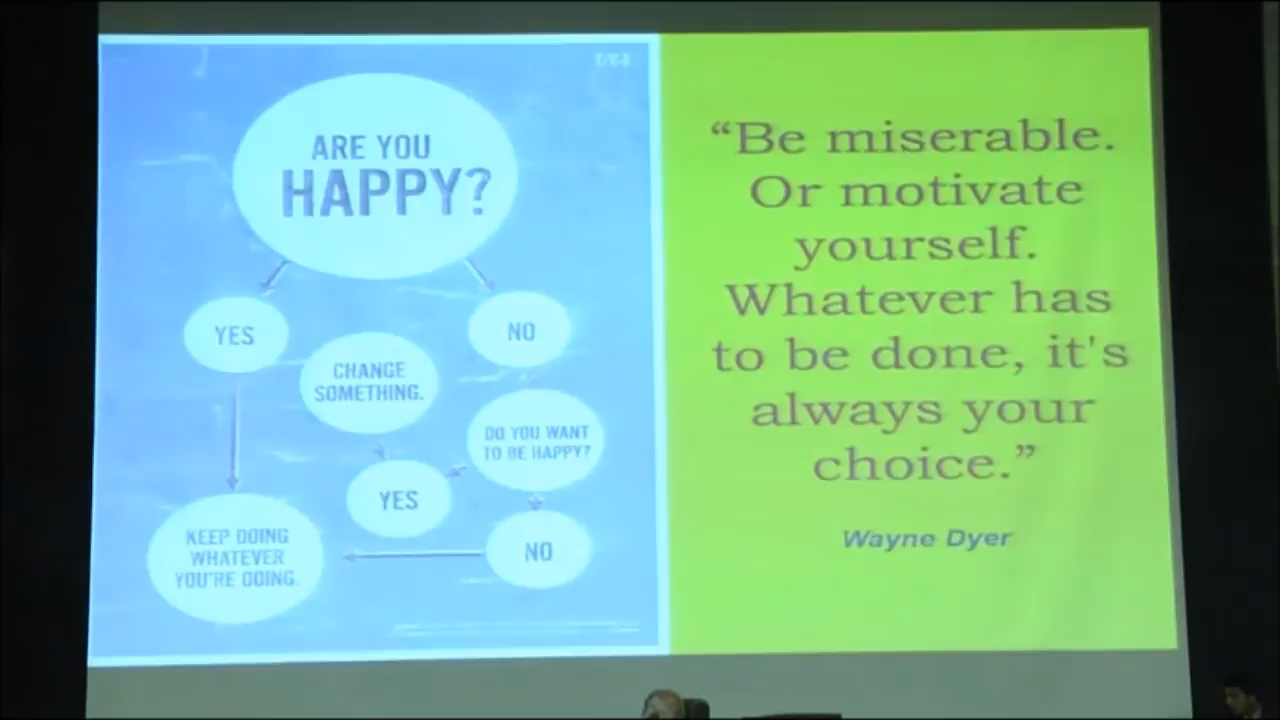 ARE YOU
HAPPY?
YES
NO
CHANGE
SOMETHING.
DO YOU WANT
TO BE HAPPY?
YES
KEEP DOING
WHATEVER
YOU'RE DOING.
NO
“Be miserable.
Or motivate
yourself.
Whatever has
to be done, it's
always your
choice.”
Wayne Dyer